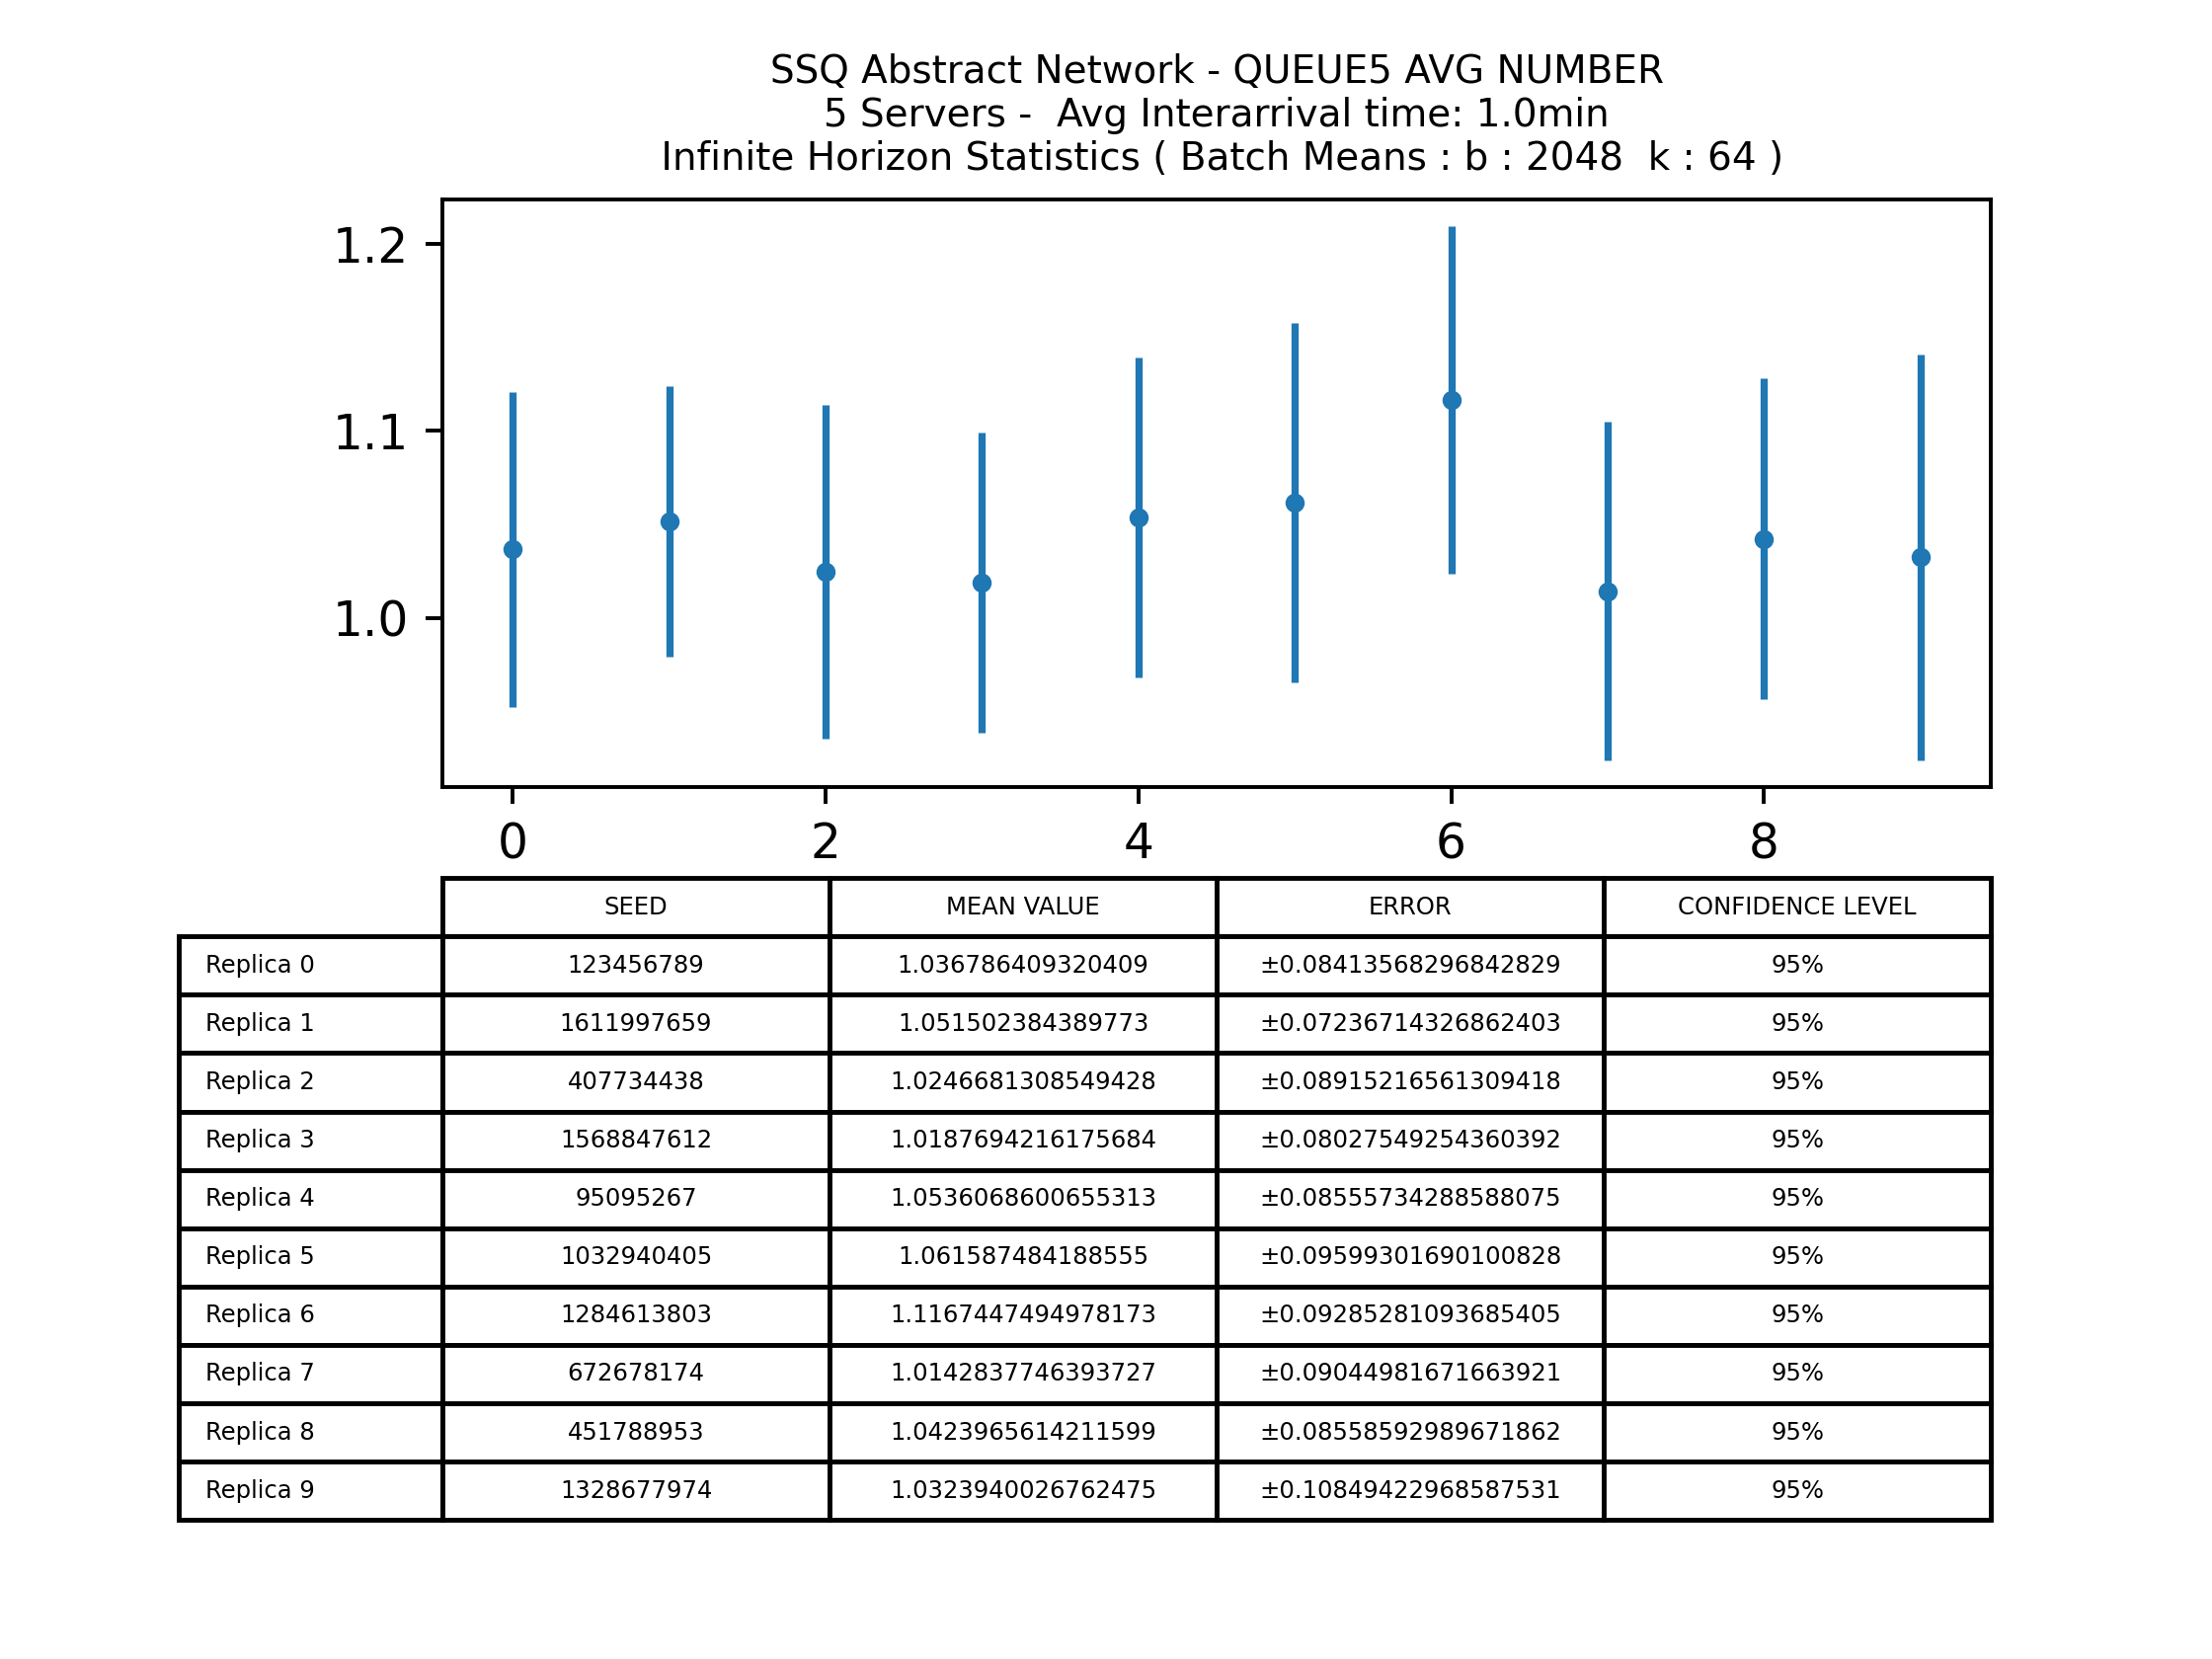 SSQ Abstract Network - QUEUE5 AVG NUMBER
5 Servers -  Avg Interarrival time: 1.0min
Infinite Horizon Statistics ( Batch Means : b : 2048  k : 64 )
1.2
1.1
1.0
0 2 4 6 8
SEED MEAN VALUE ERROR CONFIDENCE LEVEL
Replica 0 123456789 1.036786409320409 ±0.08413568296842829 95%
Replica 1 1611997659 1.051502384389773 ±0.07236714326862403 95%
Replica 2 407734438 1.0246681308549428 ±0.08915216561309418 95%
Replica 3 1568847612 1.0187694216175684 ±0.08027549254360392 95%
Replica 4 95095267 1.0536068600655313 ±0.08555734288588075 95%
Replica 5 1032940405 1.061587484188555 ±0.09599301690100828 95%
Replica 6 1284613803 1.1167447494978173 ±0.09285281093685405 95%
Replica 7 672678174 1.0142837746393727 ±0.09044981671663921 95%
Replica 8 451788953 1.0423965614211599 ±0.08558592989671862 95%
Replica 9 1328677974 1.0323940026762475 ±0.10849422968587531 95%